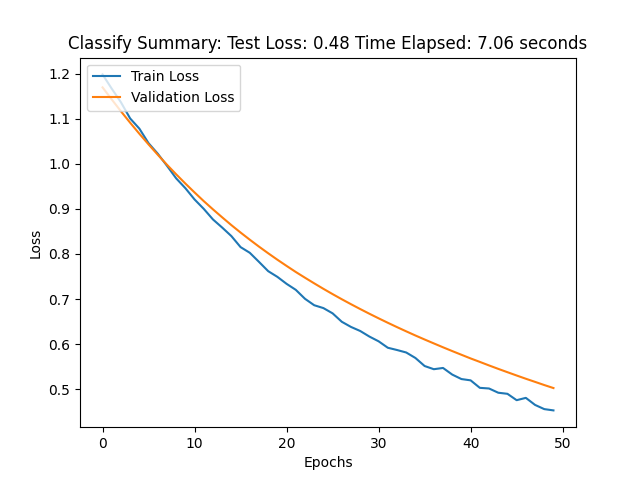 Classify Summary: Test Loss: 0.48 Time Elapsed: 7.06 seconds
Train Loss
Validation Loss
1.2
1.1
1.0
0.9
0.8
0.7
0.6
0.5
Loss
0
10
20
30
40
50
Epochs